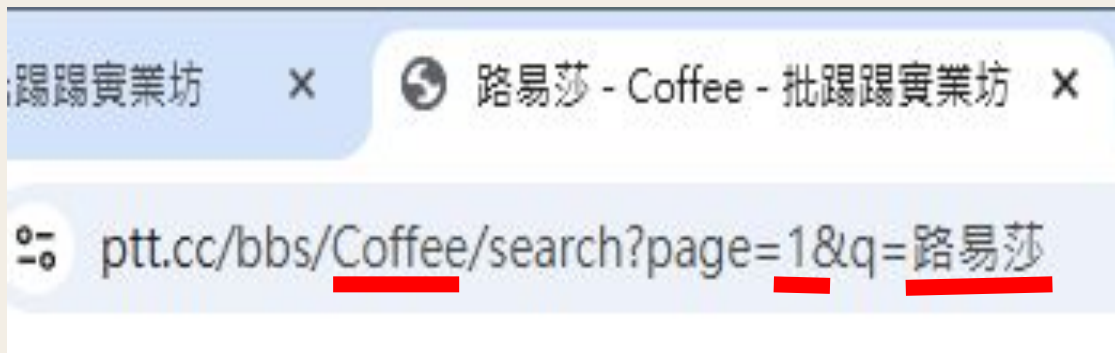 踢踢實業坊 × 路易莎 - Coffee - 批踢踢實業坊 ×
ptt.cc/bbs/Coffee/search?page=1&q=路易莎